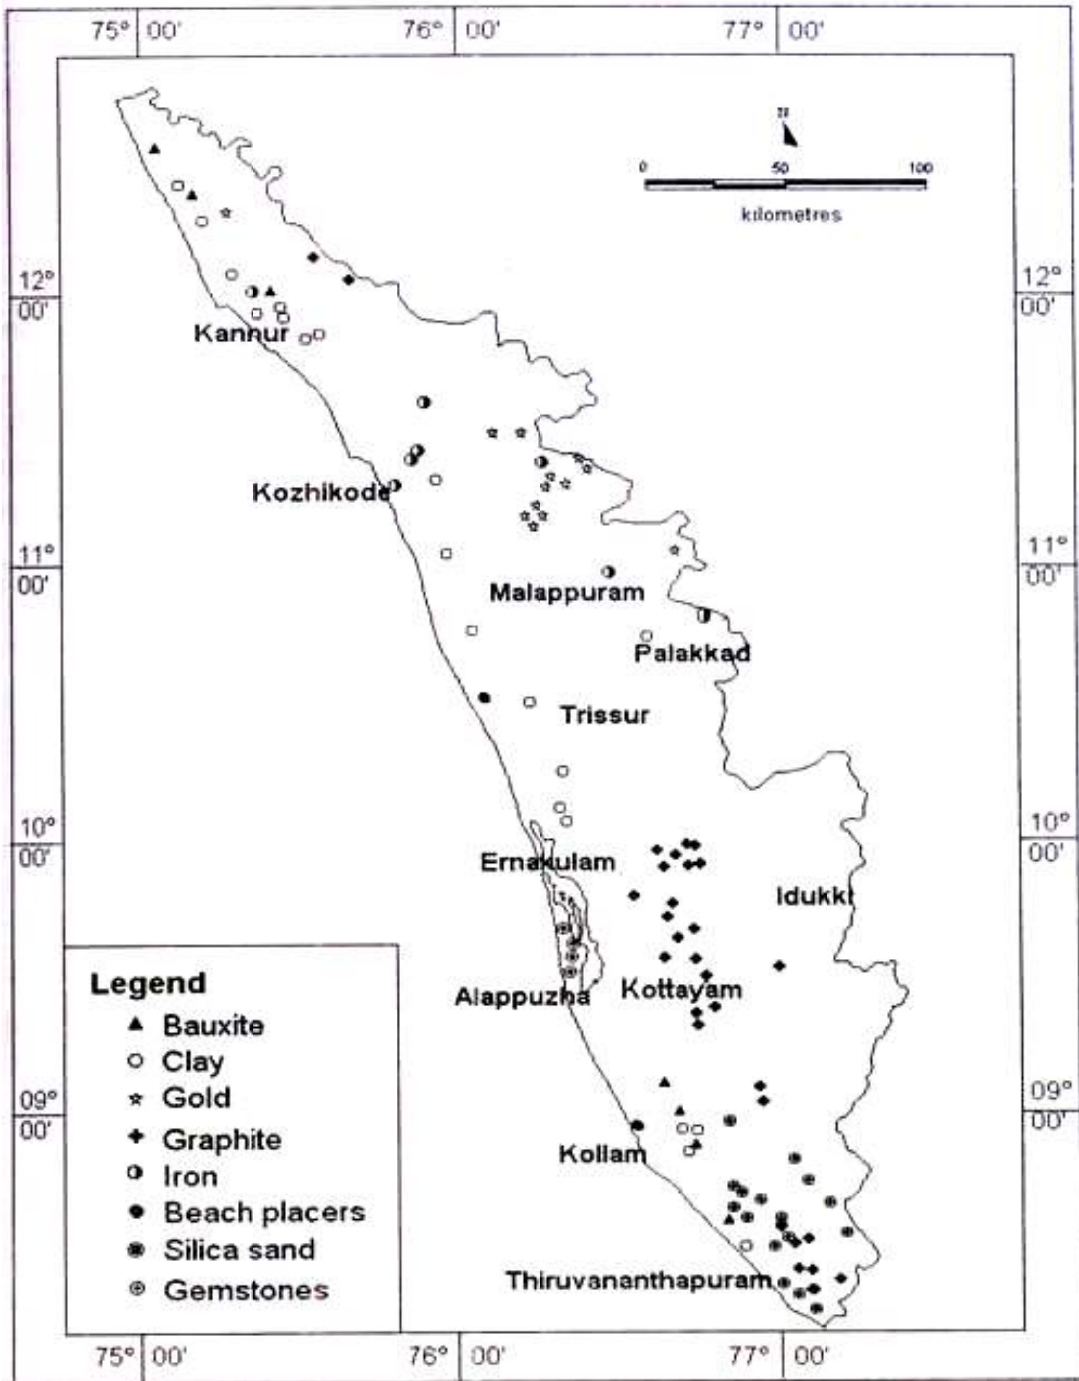 75° 00' 76° 00' 77° 00'
N
0 50 100
kilometres
12° 12°
00' 00'
Kannur
Kozhikode
11° 11°
00' 00'
Malappuram
Palakkad
Trissur
10° 10°
00' 00'
Ernakulam
Idukki
Alappuzha
Kottayam
Legend
Bauxite
Clay
Gold
Graphite
Iron
Beach placers
Silica sand
Gemstones
09° 09°
00' 00'
Kollam
Thiruvananthapuram
75° 00' 76° 00' 77° 00'